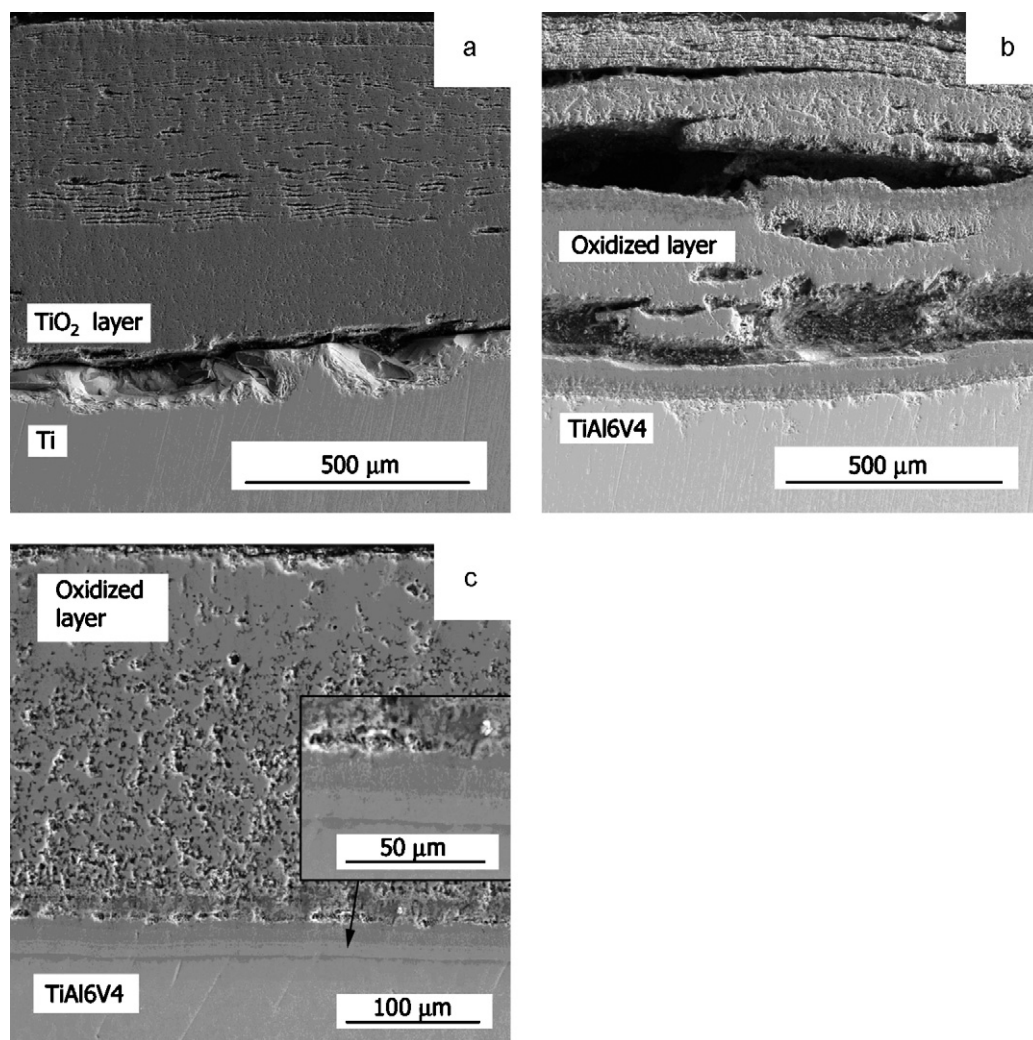 a
TiO₂ layer
Ti
500 μm
b
Oxidized layer
TiAl6V4
500 μm
c
Oxidized
layer
50 μm
TiAl6V4
100 μm